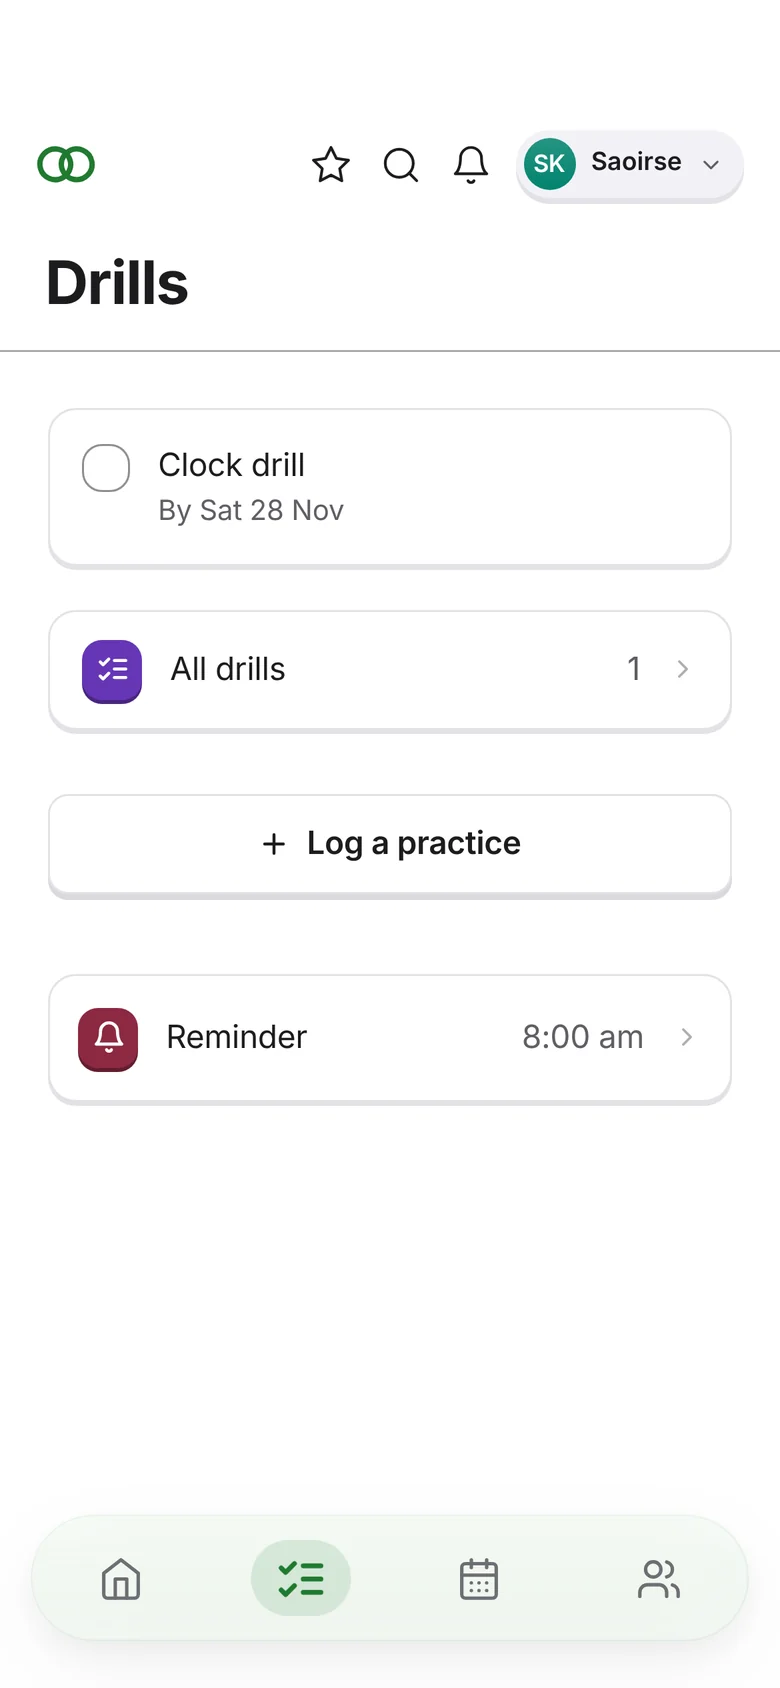 SK Saoirse
Drills
Clock drill
By Sat 28 Nov
All drills 1
Log a practice
Reminder 8:00 am